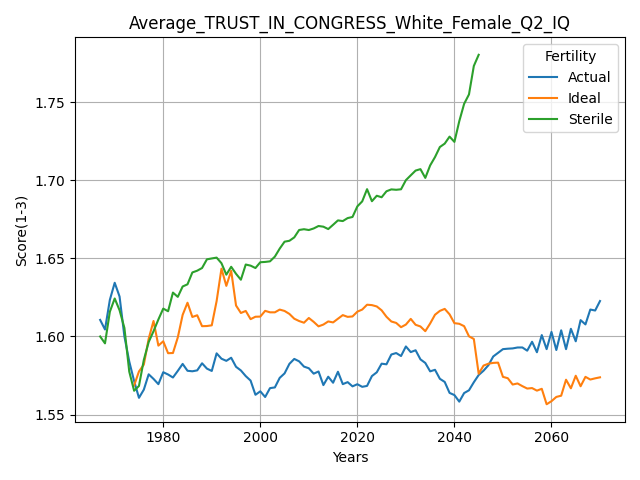 Average_TRUST_IN_CONGRESS_White_Female_Q2_IQ
Fertility
Actual
Ideal
Sterile
Score(1-3)
1.75
1.70
1.65
1.60
1.55
1980 2000 2020 2040 2060
Years